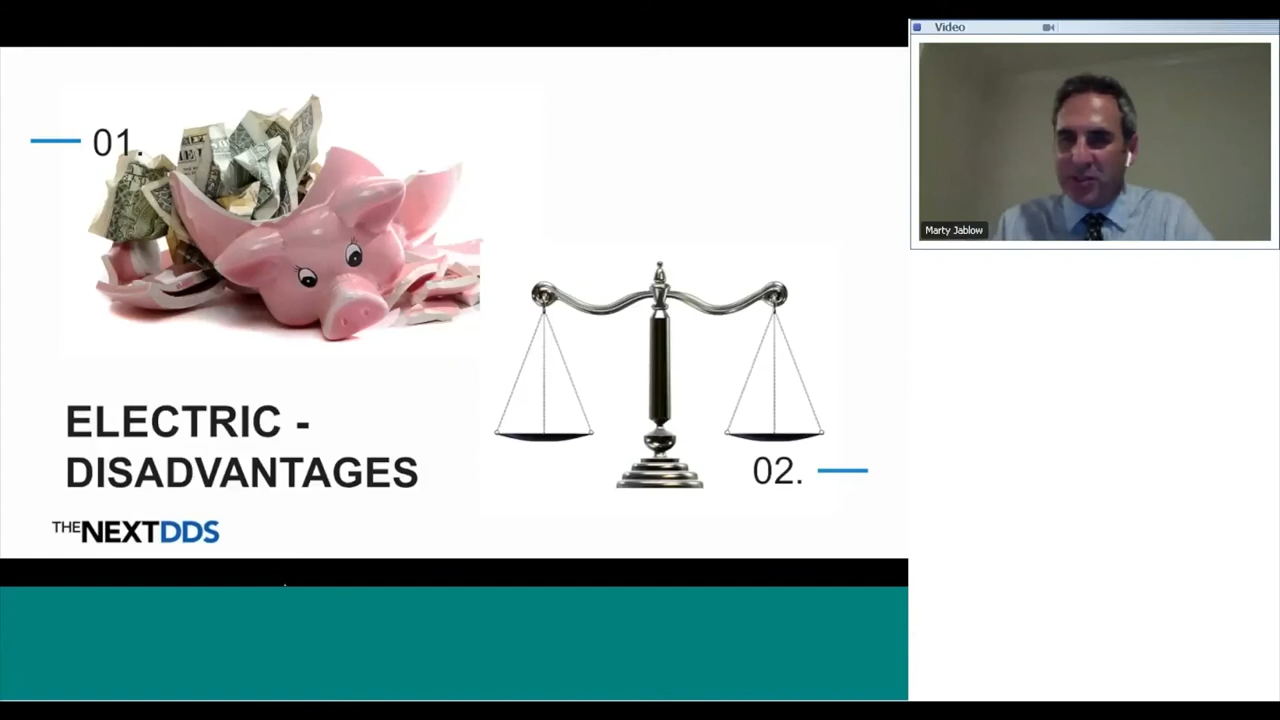 01.
ELECTRIC -
DISADVANTAGES
02.
THENEXTDDS
Video
Marty Jablow